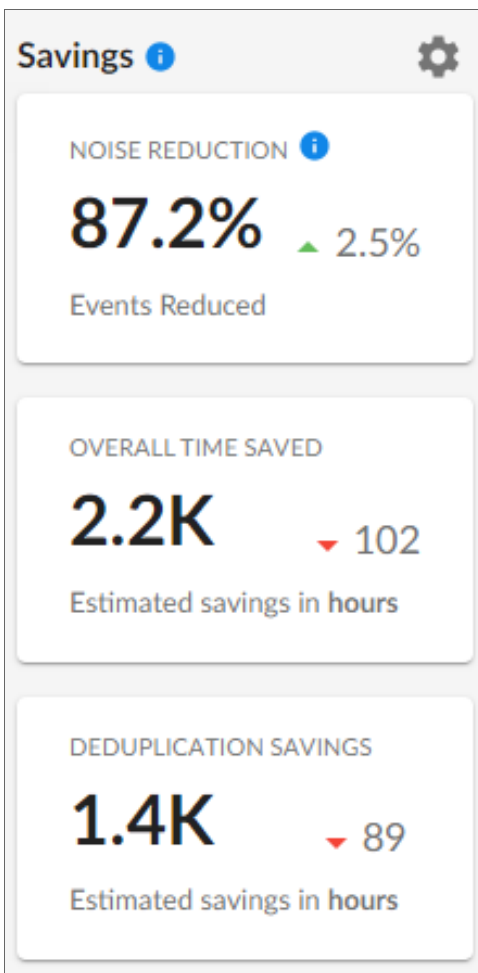 Savings
NOISE REDUCTION
87.2% 2.5%
Events Reduced
OVERALL TIME SAVED
2.2K 102
Estimated savings in hours
DEDUPLICATION SAVINGS
1.4K 89
Estimated savings in hours